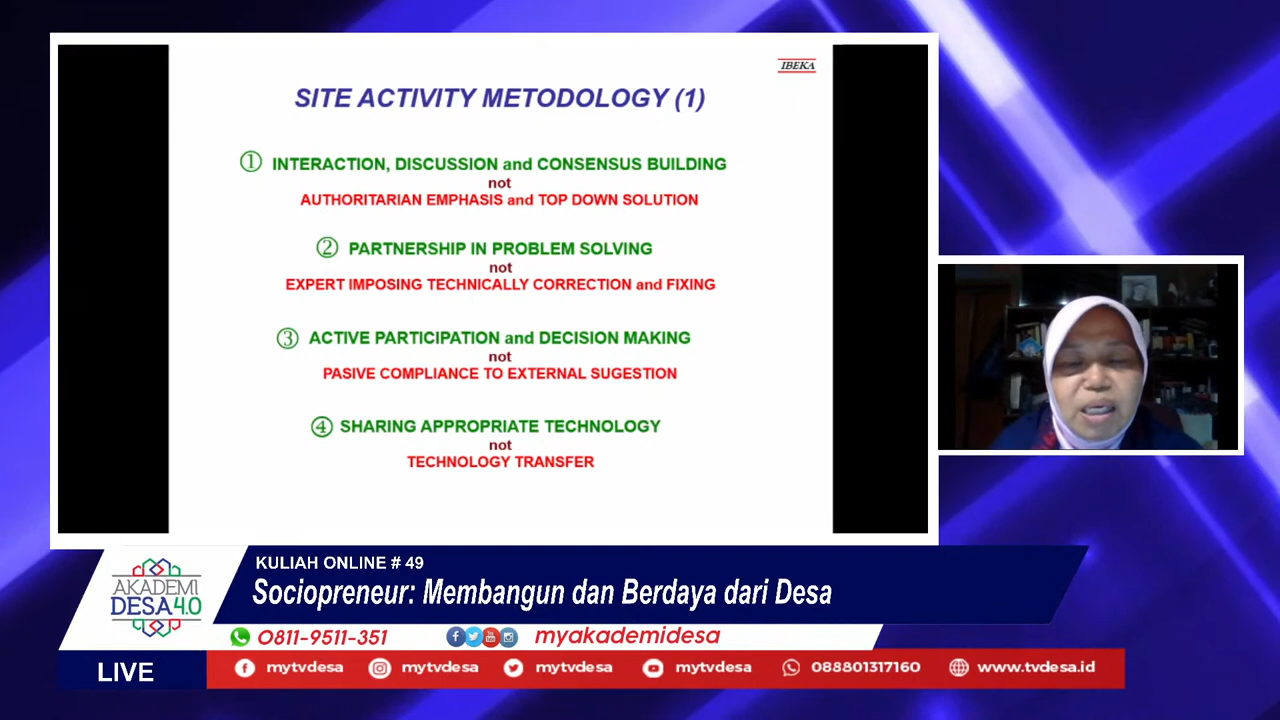 IBEKA
SITE ACTIVITY METODOLOGY (1)
① INTERACTION, DISCUSSION and CONSENSUS BUILDING
not
AUTHORITARIAN EMPHASIS and TOP DOWN SOLUTION
② PARTNERSHIP IN PROBLEM SOLVING
not
EXPERT IMPOSING TECHNICALLY CORRECTION and FIXING
③ ACTIVE PARTICIPATION and DECISION MAKING
not
PASIVE COMPLIANCE TO EXTERNAL SUGESTION
④ SHARING APPROPRIATE TECHNOLOGY
not
TECHNOLOGY TRANSFER
AKADEMI
DESA 4.0
KULIAH ONLINE # 49
Sociopreneur: Membangun dan Berdaya dari Desa
0811-9511-351 myakademidesa
LIVE
mytvdesa mytvdesa mytvdesa mytvdesa 088801317160 www.tvdesa.id